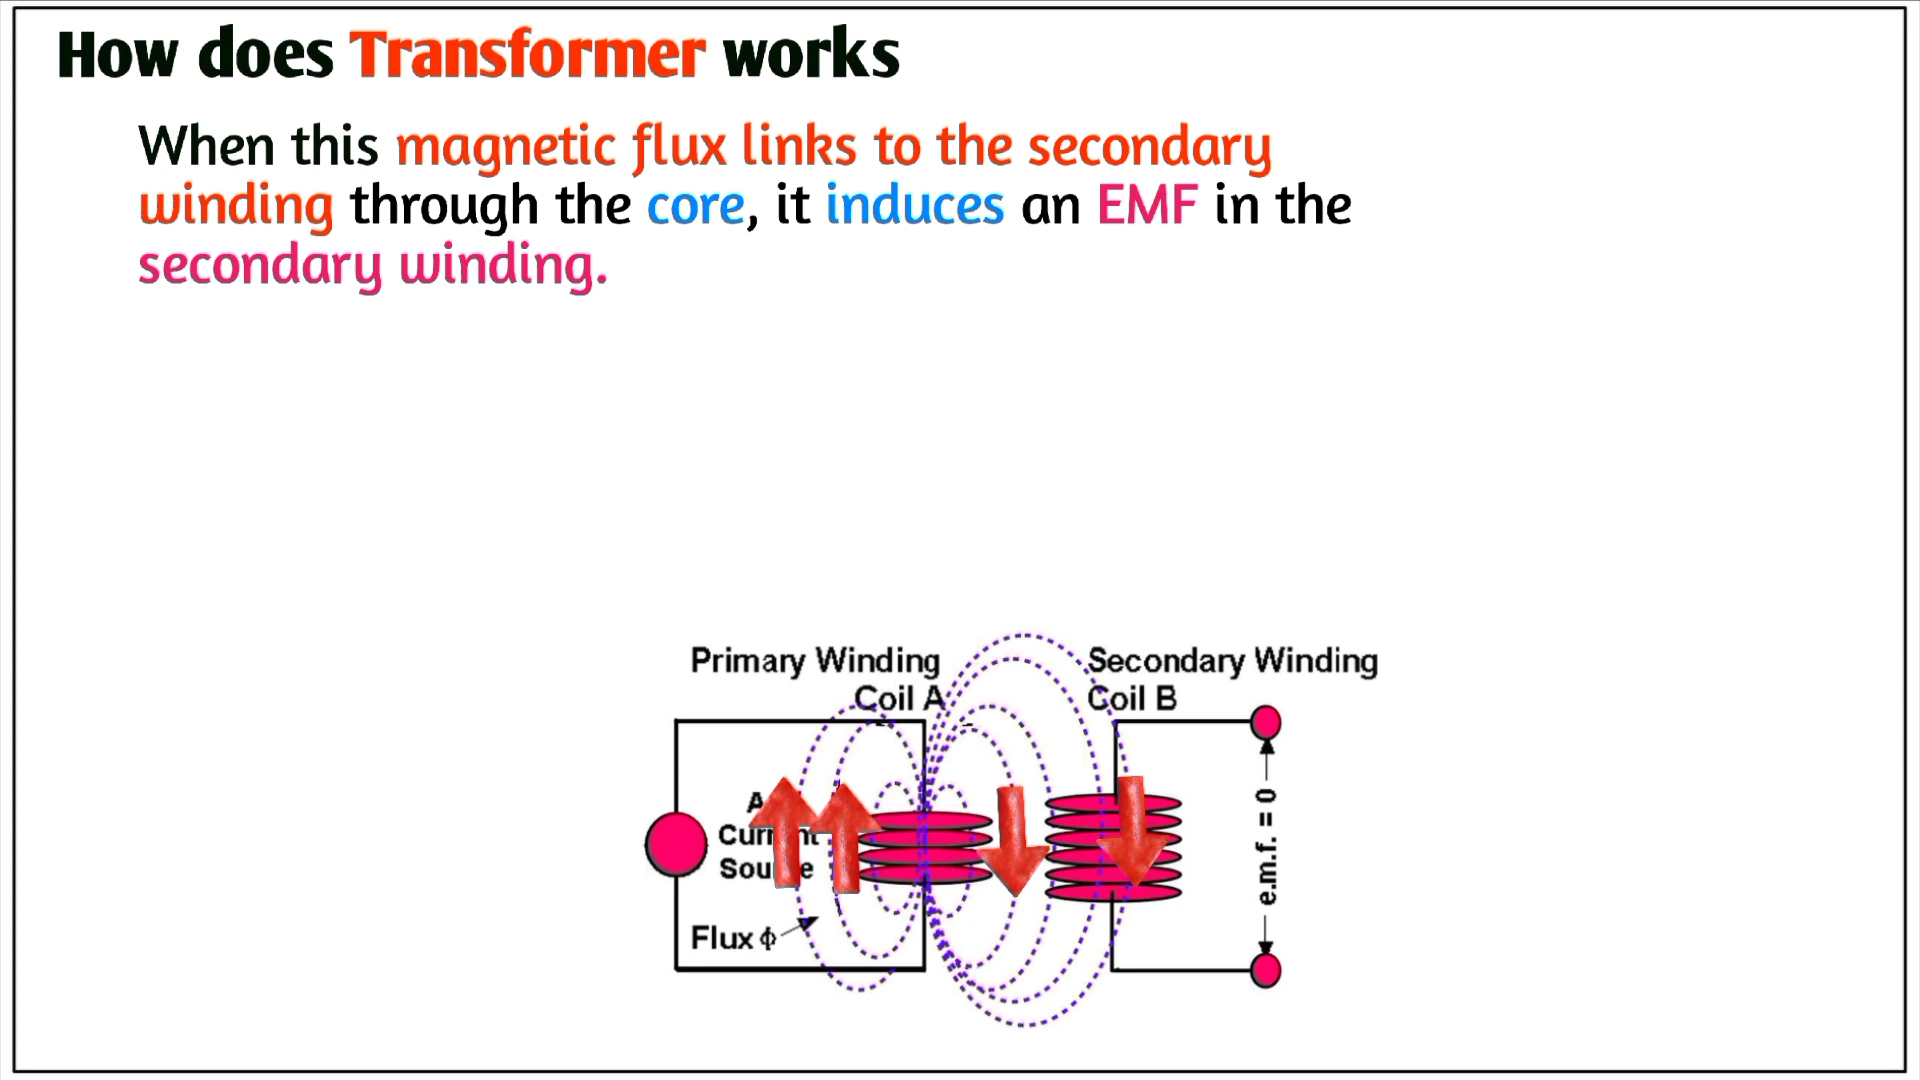 How does Transformer works
When this magnetic flux links to the secondary
winding through the core, it induces an EMF in the
secondary winding.
Primary Winding
Coil A
Secondary Winding
Coil B
Flux ϕ
e.m.f. = 0